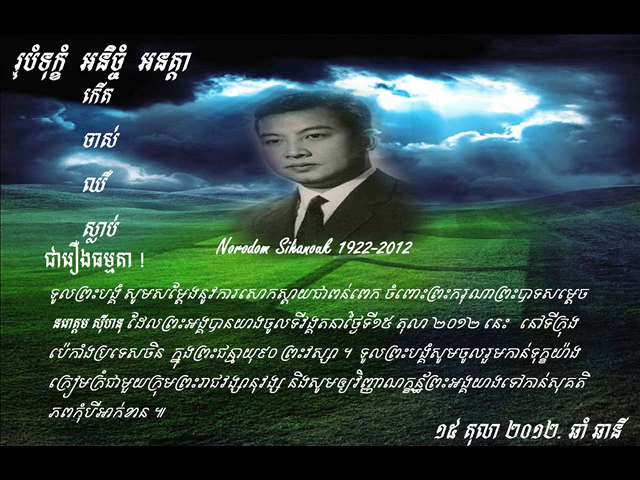 រុបំទុក្ខំ អនិច្ចំ អនត្តា
កើត
ចាស់
ឈឺ
ស្លាប់
ជារឿងធម្មតា !
Norodom Sihanouk 1922-2012
ទូលព្រះបង្គំ សូមសម្តែងនូវការសោកស្តាយជាពន់ពេក ចំពោះព្រះករុណាព្រះបាទសម្តេច
នរោត្តម ស៊ីហនុ ដែលព្រះអង្គបានយាងចូលទីវង្គតនាថ្ងៃទី១៥ តុលា ២០១២ នេះ នៅទីក្រុង
ប៉េកាំងប្រទេសចិន ក្នុងព្រះជន្មាយុ៩០ ព្រះវស្សា ។ ទូលព្រះបង្គំសូមចូលរួមកាន់ទុក្ខយ៉ាង
ក្រៀមក្រំជាមួយក្រុមព្រះរាជវង្សានុវង្ស និងសូមឲ្យវិញ្ញាណក្ខន្ធ័ព្រះអង្គយាងទៅកាន់សុគតិ
ភពកុំបីអាក់ខាន ៕
១៥ តុលា ២០១២. ឆាំ ឆានី